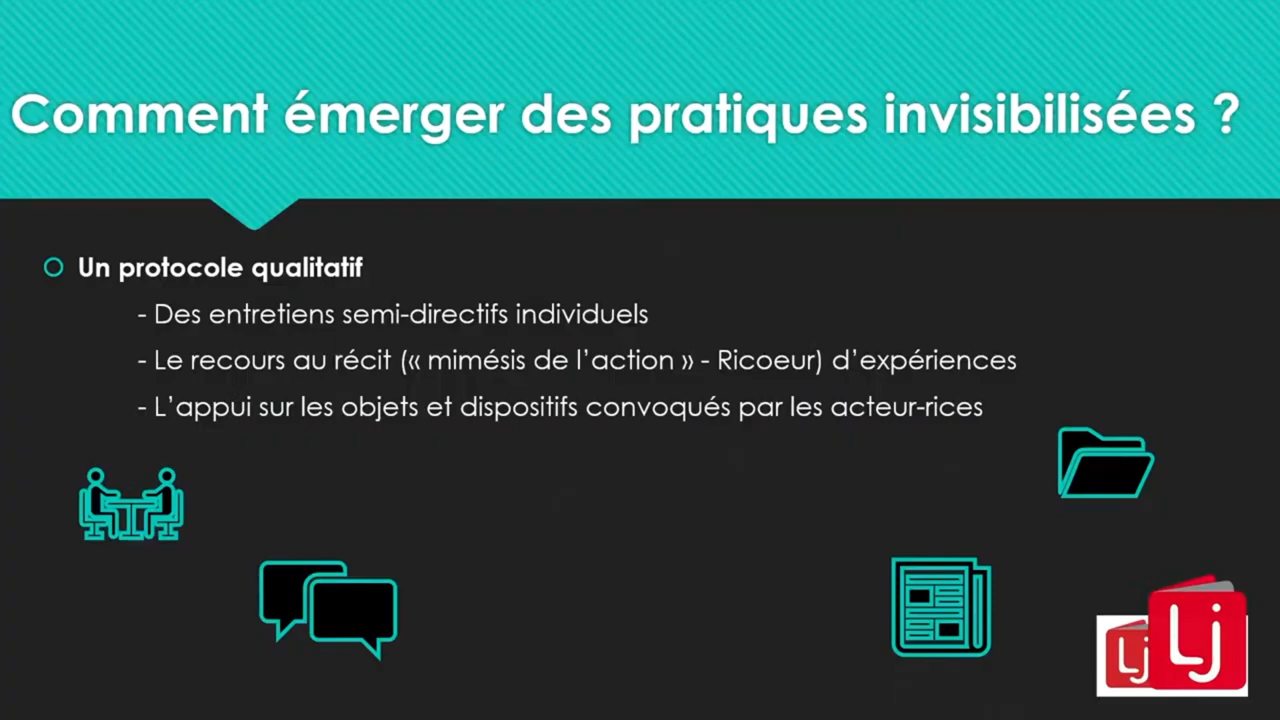 Comment émerger des pratiques invisibilisées ?
Un protocole qualitatif
- Des entretiens semi-directifs individuels
- Le recours au récit (« mimésis de l’action » - Ricoeur) d’expériences
- L’appui sur les objets et dispositifs convoqués par les acteur-rices
Lj
Lj